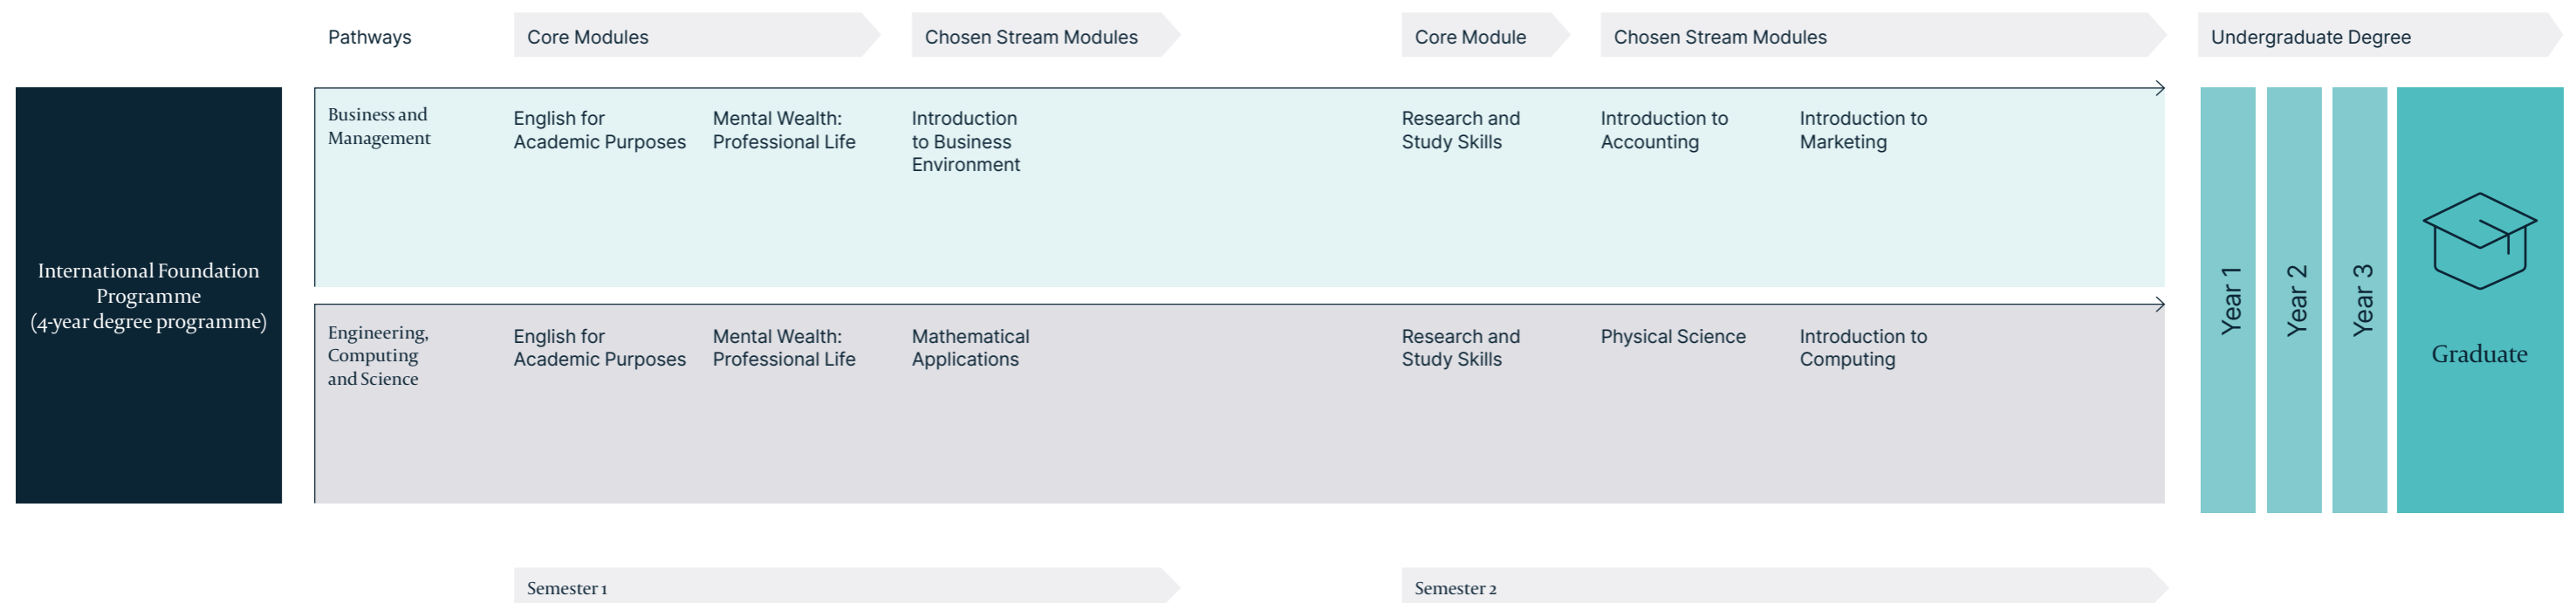 Pathways
Core Modules
Chosen Stream Modules
Core Module
Chosen Stream Modules
Undergraduate Degree
International Foundation
Programme
(4-year degree programme)
Business and
Management
English for
Academic Purposes
Mental Wealth:
Professional Life
Introduction
to Business
Environment
Research and
Study Skills
Introduction to
Accounting
Introduction to
Marketing
Engineering,
Computing
and Science
English for
Academic Purposes
Mental Wealth:
Professional Life
Mathematical
Applications
Research and
Study Skills
Physical Science
Introduction to
Computing
Year 1
Year 2
Year 3
Graduate
Semester 1
Semester 2